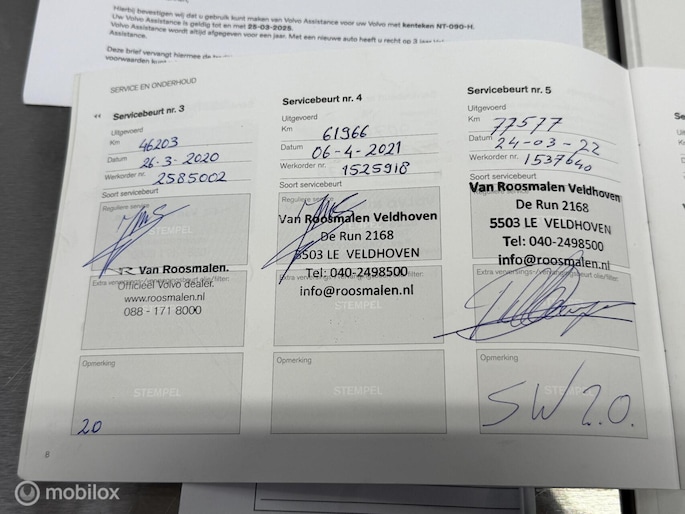 Hierbij bevestigen wij dat u gebruik kunt maken van Volvo Assistance voor uw Volvo met kenteken NT-090-H.
Uw Volvo Assistance is geldig tot en met 25-03-2025.
Volvo Assistance wordt altijd afgegeven voor een jaar. Met een nieuwe auto heeft u recht op 3 jaar
Assistance.
Deze brief vervangt hiermee de
voorwaarden kunt
SERVICE EN ONDERHOUD
Servicebeurt nr. 3
Uitgevoerd
Km 46203
Datum 26-3-2020
Werkorder nr. 2585002
Soort servicebeurt
Reguliere service:
STEMPEL
Van Roosmalen.
Extra verversings-/vervangingsbeurt olie/filter:
Officieel Volvo dealer.
www.roosmalen.nl
088 - 171 8000
Opmerking
STEMPEL
20
8
Servicebeurt nr. 4
Uitgevoerd
Km 61966
Datum 06-4-2021
Werkorder nr. 1525918
Soort servicebeurt
Reguliere service:
Van Roosmalen Veldhoven
De Run 2168
5503 LE VELDHOVEN
Tel: 040-2498500
info@roosmalen.nl
Opmerking
STEMPEL
Servicebeurt nr. 5
Uitgevoerd
Km 77577
Datum 24-03-22
Werkorder nr. 1537640
Soort servicebeurt
Van Roosmalen Veldhoven
De Run 2168
5503 LE VELDHOVEN
Tel: 040-2498500
info@roosmalen.nl
Opmerking
STEMPEL
SW 2.0.
mobilox